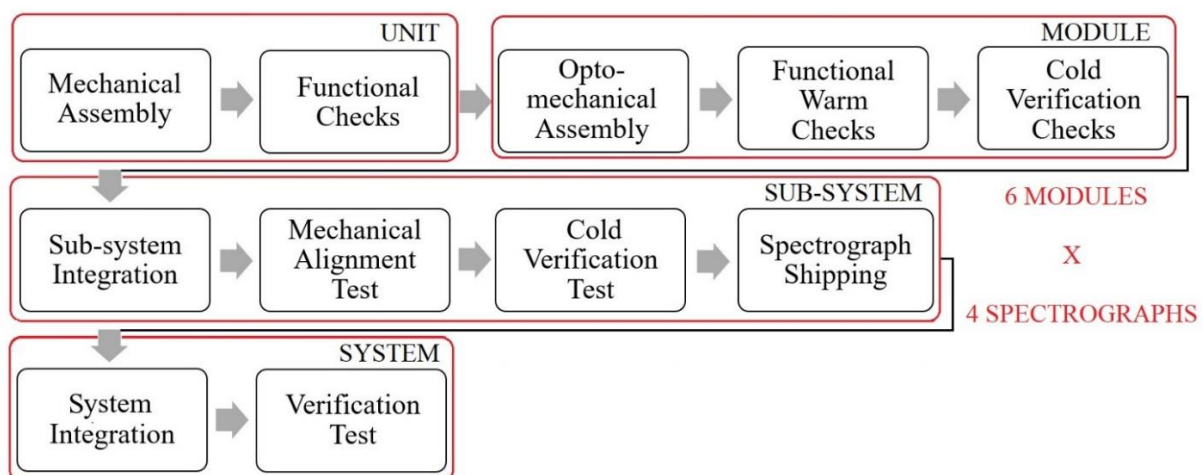 UNIT
Mechanical
Assembly
Functional
Checks
MODULE
Opto-
mechanical
Assembly
Functional
Warm
Checks
Cold
Verification
Checks
6 MODULES
X
4 SPECTROGRAPHS
SUB-SYSTEM
Sub-system
Integration
Mechanical
Alignment
Test
Cold
Verification
Test
Spectrograph
Shipping
SYSTEM
System
Integration
Verification
Test